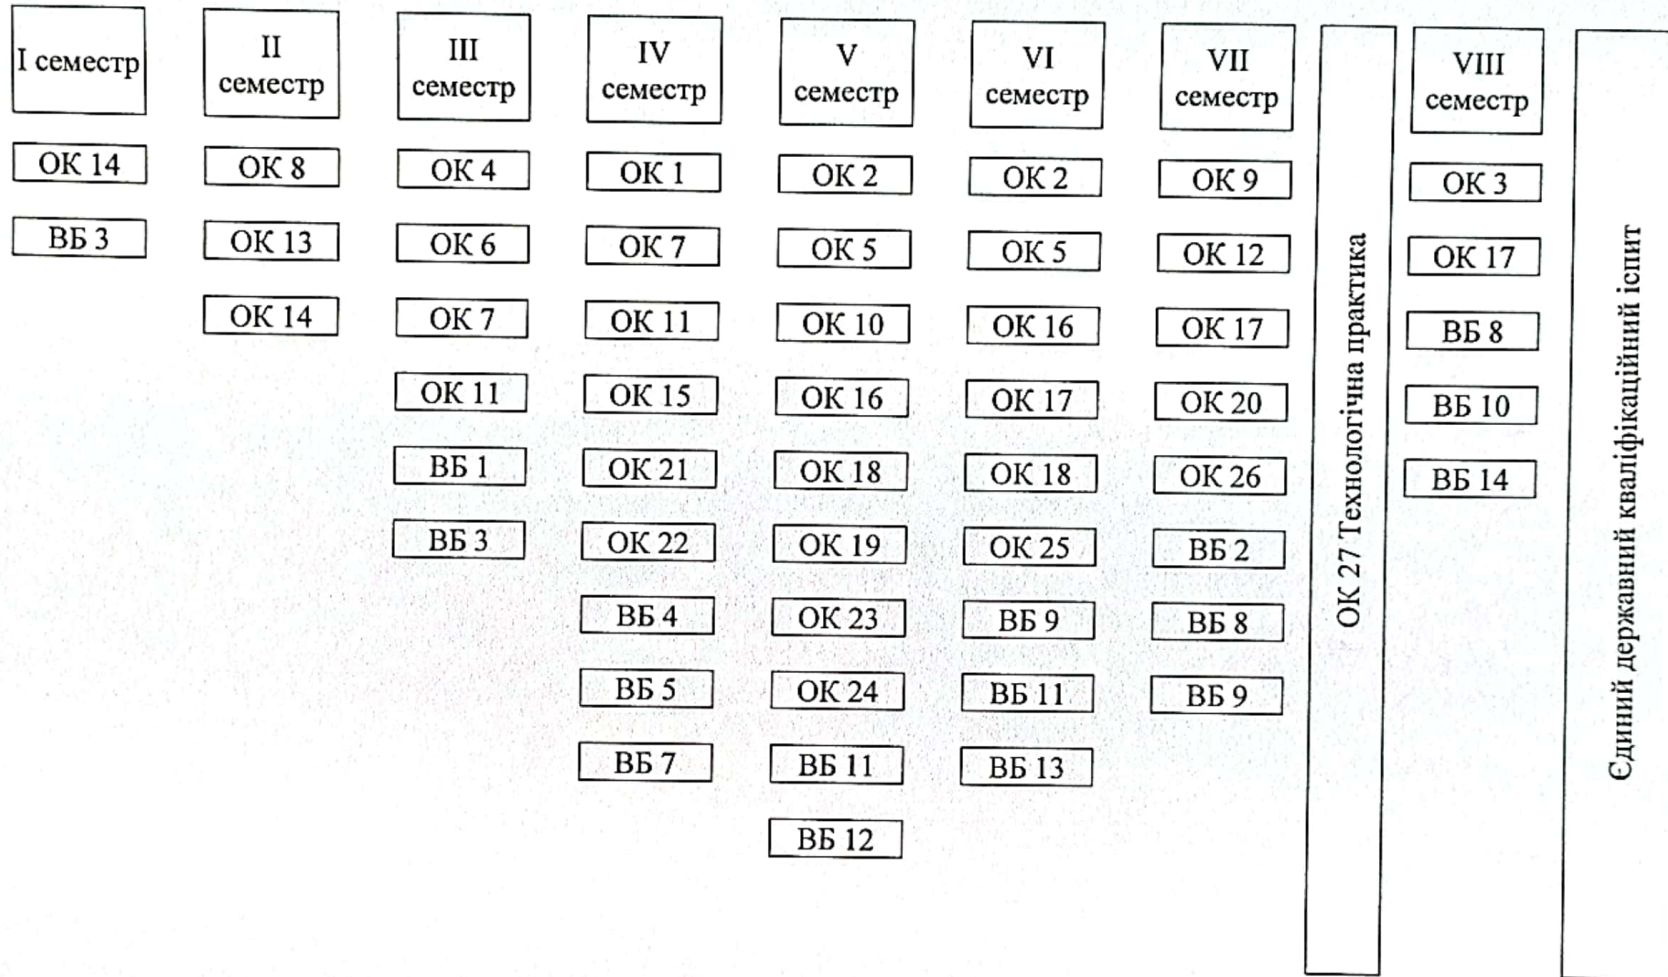 I семестр
II
семестр
III
семестр
IV
семестр
V
семестр
VI
семестр
VII
семестр
VIII
семестр
ОК 14
ОК 8
ОК 4
ОК 1
ОК 2
ОК 2
ОК 9
ОК 3
ВБ 3
ОК 13
ОК 6
ОК 7
ОК 5
ОК 5
ОК 12
ОК 17
ОК 14
ОК 7
ОК 11
ОК 10
ОК 16
ОК 17
ВБ 8
ОК 11
ОК 15
ОК 16
ОК 17
ОК 20
ВБ 10
ВБ 1
ОК 21
ОК 18
ОК 18
ОК 26
ВБ 14
ВБ 3
ОК 22
ОК 19
ОК 25
ВБ 2
ВБ 4
ОК 23
ВБ 9
ВБ 8
ВБ 5
ОК 24
ВБ 11
ВБ 9
ВБ 7
ВБ 11
ВБ 13
ВБ 12
ОК 27 Технологічна практика
Єдиний державний кваліфікаційний іспит